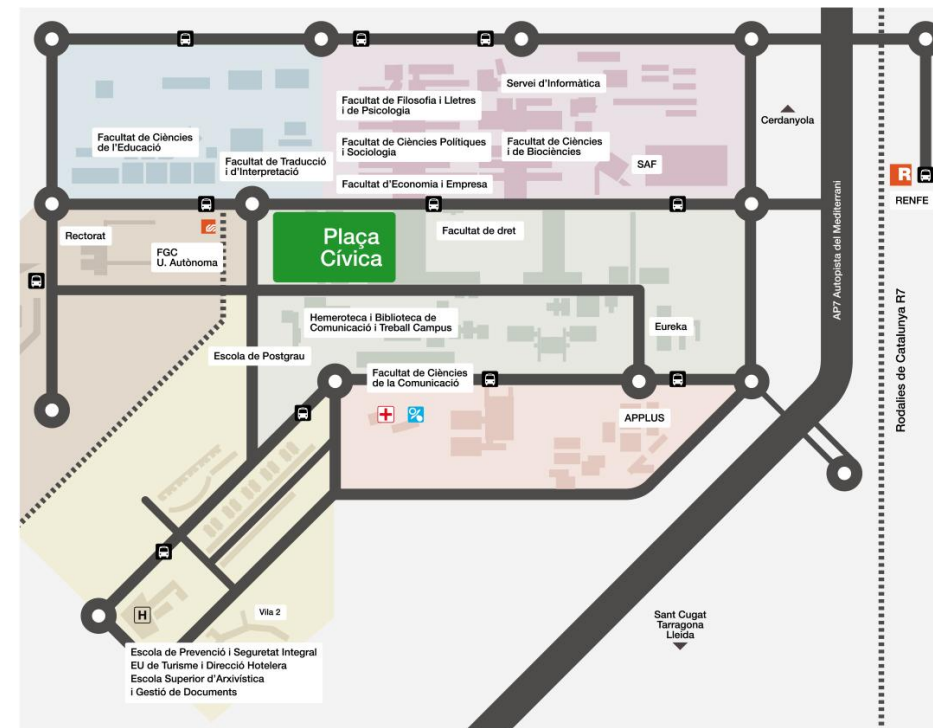 Servei d'Informàtica
Facultat de Filosofia i Lletres
i de Psicologia
Cerdanyola
Facultat de Ciències
de l'Educació
Facultat de Ciències Polítiques
i Sociologia
Facultat de Ciències
i de Biociències
Facultat de Traducció
i d'Interpretació
SAF
R
RENFE
Facultat d'Economia i Empresa
Rectorat
FGC
U. Autònoma
Plaça
Cívica
Facultat de dret
AP7 Autopista del Mediterrani
Rodalies de Catalunya R7
Hemeroteca i Biblioteca de
Comunicació i Treball Campus
Eureka
Escola de Postgrau
Facultat de Ciències
de la Comunicació
APPLUS
H
Vila 2
Sant Cugat
Tarragona
Lleida
Escola de Prevenció i Seguretat Integral
EU de Turisme i Direcció Hotelera
Escola Superior d'Arxivística
i Gestió de Documents